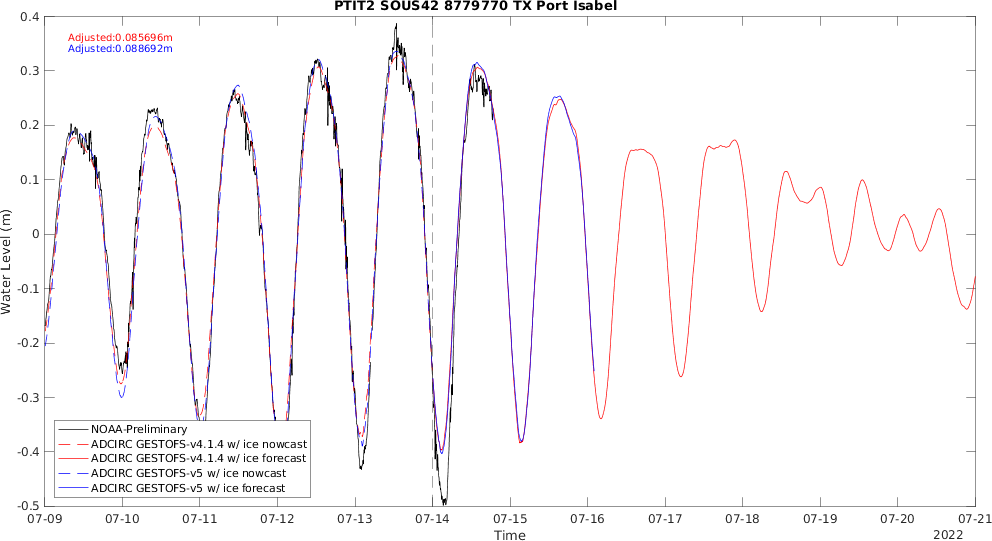 PTIT2 SOUS42 8779770 TX Port Isabel
Adjusted:0.085696m
Adjusted:0.088692m
0.4
0.3
0.2
0.1
0
-0.1
-0.2
-0.3
-0.4
-0.5
Water Level (m)
NOAA-Preliminary
ADCIRC GESTOFS-v4.1.4 w/ ice nowcast
ADCIRC GESTOFS-v4.1.4 w/ ice forecast
ADCIRC GESTOFS-v5 w/ ice nowcast
ADCIRC GESTOFS-v5 w/ ice forecast
07-09 07-10 07-11 07-12 07-13 07-14 07-15 07-16 07-17 07-18 07-19 07-20 07-21
Time
2022